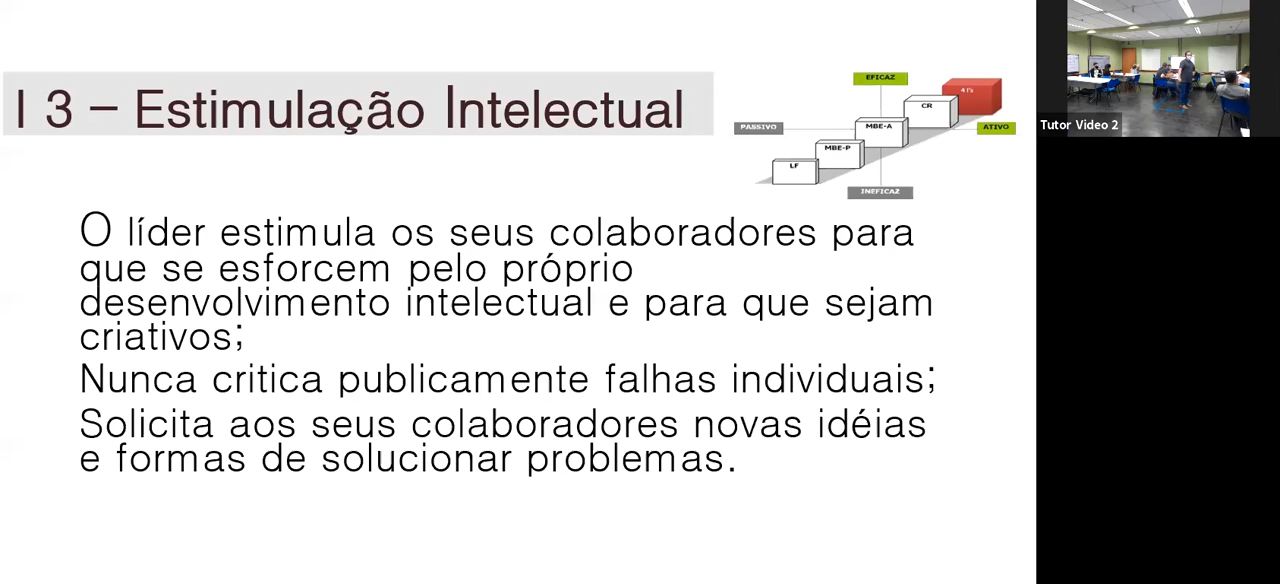 I 3 – Estimulação Intelectual
EFICAZ
4 I's
CR
PASSIVO
MBE-A
ATIVO
MBE-P
LF
INEFICAZ
Tutor Video 2
O líder estimula os seus colaboradores para
que se esforcem pelo próprio
desenvolvimento intelectual e para que sejam
criativos;
Nunca critica publicamente falhas individuais;
Solicita aos seus colaboradores novas idéias
e formas de solucionar problemas.